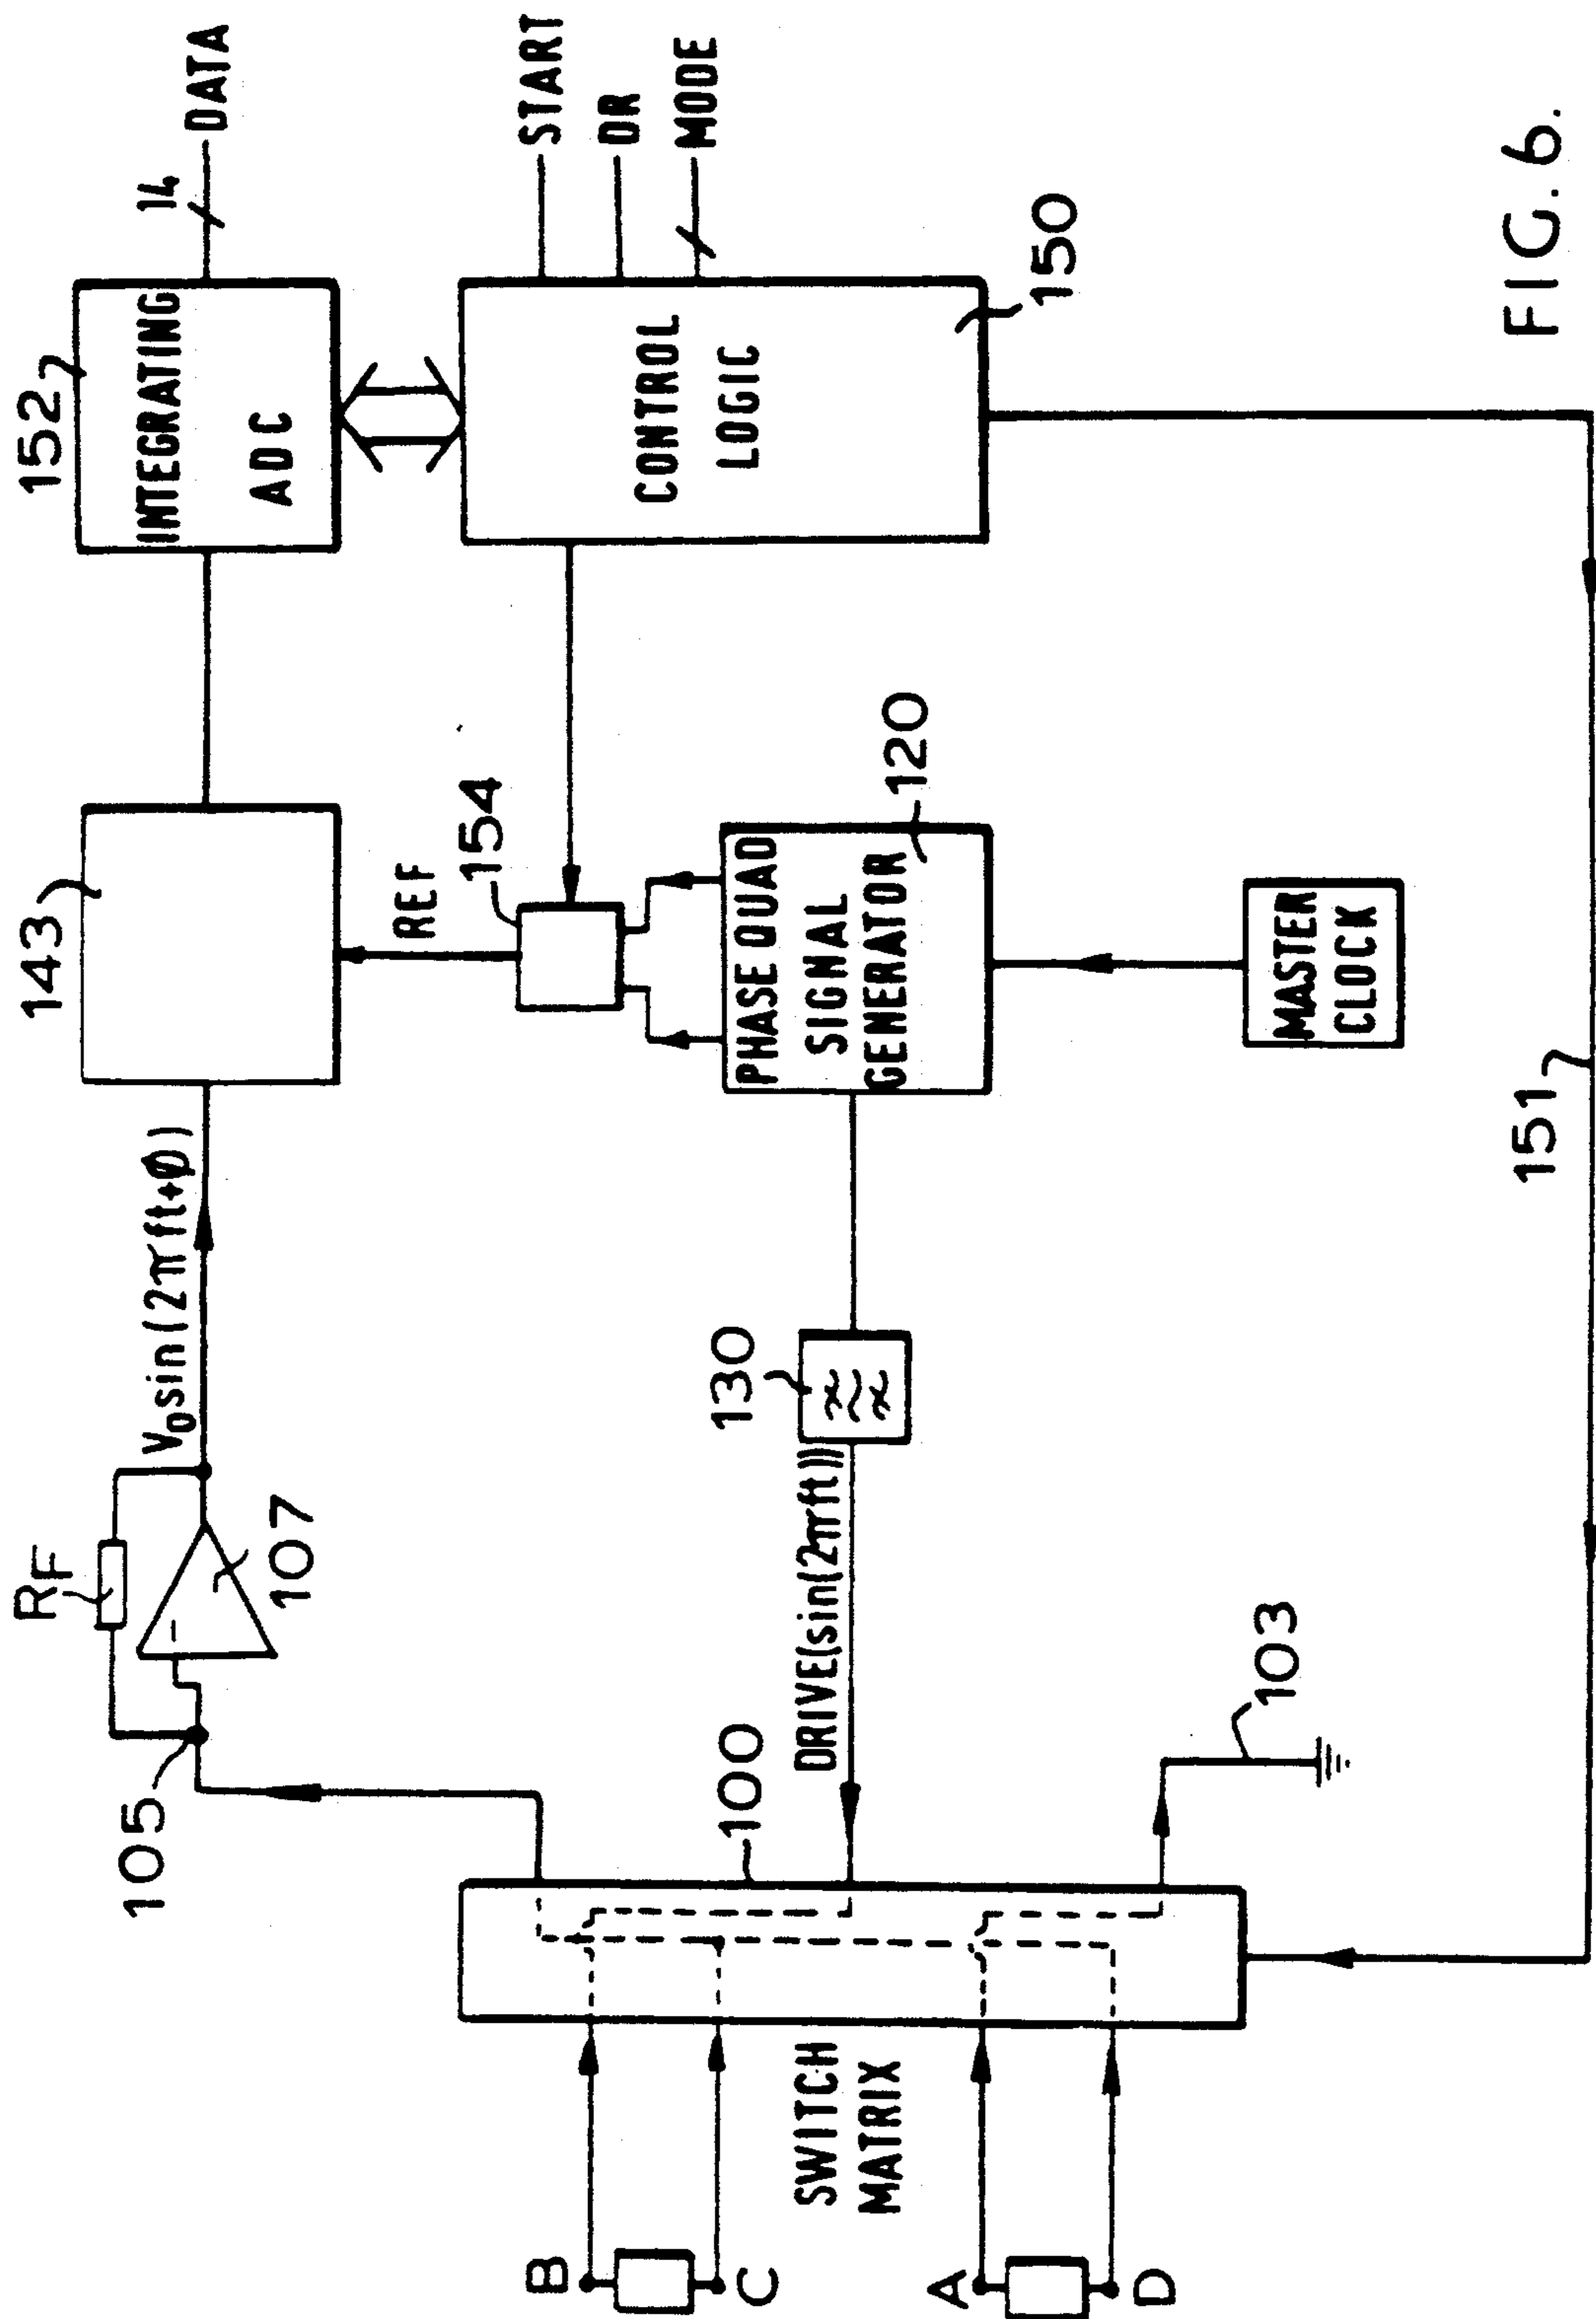 152
INTEGRATING
ADC
14
DATA
START
DR
MODE
CONTROL
LOGIC
150
143
REF
154
PHASE QUAD
SIGNAL
GENERATOR
120
MASTER
CLOCK
RF
107
V₀sin(2πft+Φ)
105
130
DRIVE(sin(2πft))
100
103
B
C
A
D
SWITCH
MATRIX
151
FIG. 6.